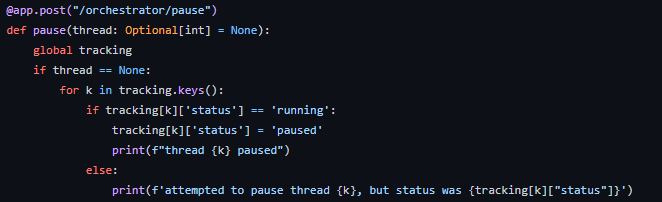 @app.post("/orchestrator/pause")
def pause(thread: Optional[int] = None):
    global tracking
    if thread == None:
        for k in tracking.keys():
            if tracking[k]['status'] == 'running':
                tracking[k]['status'] = 'paused'
                print(f"thread {k} paused")
            else:
                print(f'attempted to pause thread {k}, but status was {tracking[k]["status"]}')